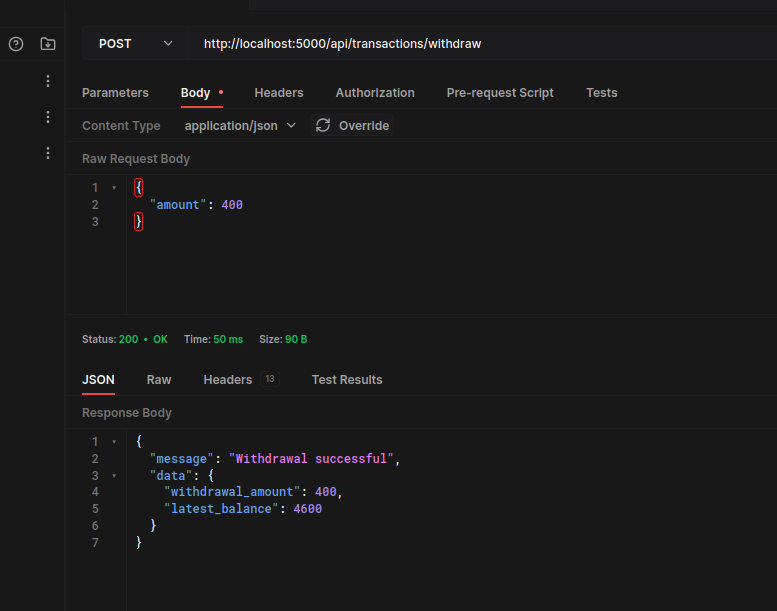 POST
http://localhost:5000/api/transactions/withdraw
Parameters Body Headers Authorization Pre-request Script Tests
Content Type application/json Override
Raw Request Body
1 {
2 "amount": 400
3 }
Status: 200 • OK Time: 50 ms Size: 90 B
JSON Raw Headers 13 Test Results
Response Body
1 {
2 "message": "Withdrawal successful",
3 "data": {
4 "withdrawal_amount": 400,
5 "latest_balance": 4600
6 }
7 }